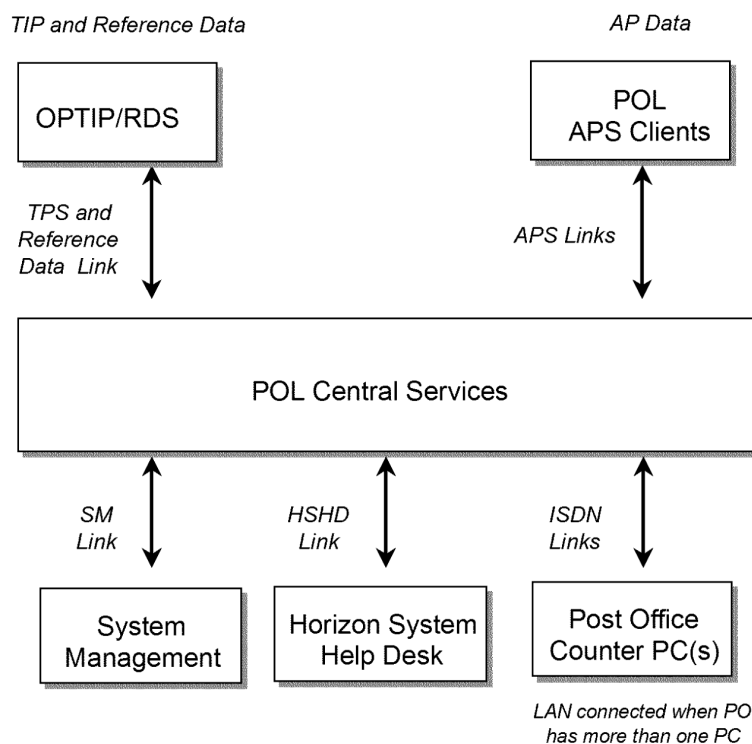 TIP and Reference Data
AP Data
OPTIP/RDS
POL
APS Clients
TPS and
Reference
Data Link
APS Links
POL Central Services
SM
Link
HSHD
Link
ISDN
Links
System
Management
Horizon System
Help Desk
Post Office
Counter PC(s)
LAN connected when PO
has more than one PC